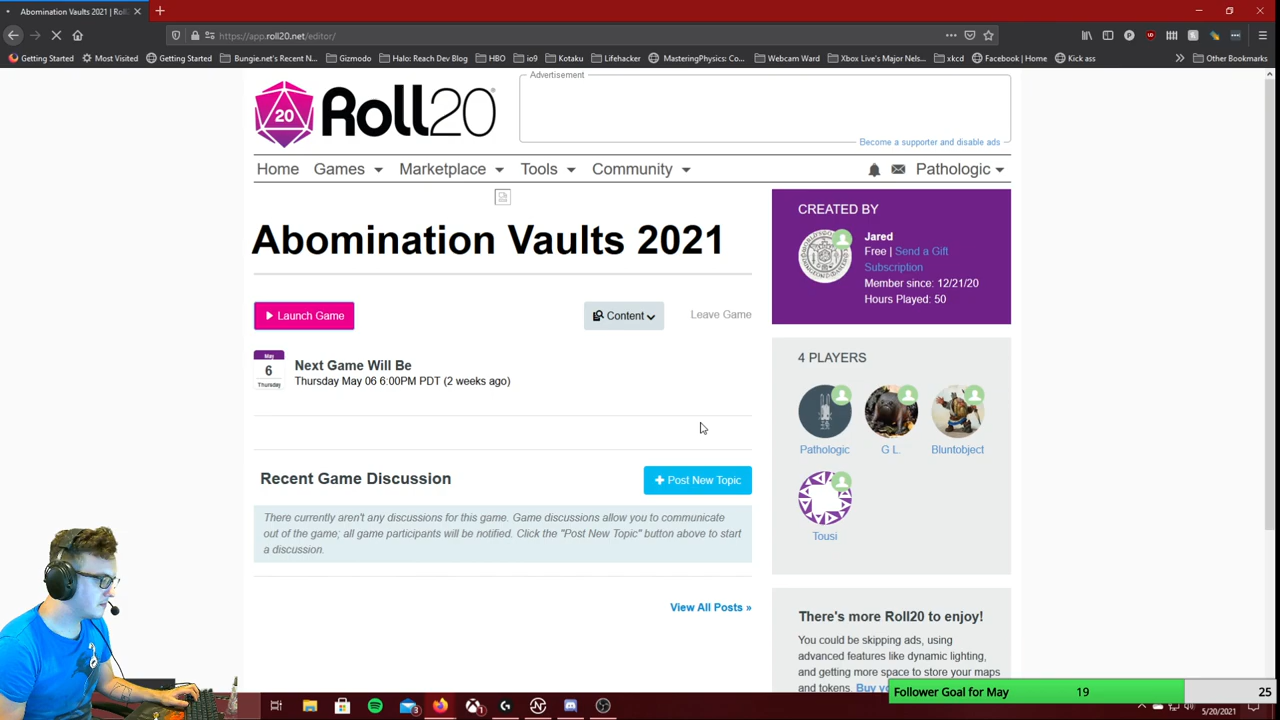 Abomination Vaults 2021 | Rol
https://app.roll20.net/editor/
Getting Started
Most Visited
Getting Started
Bungie.net's Recent N...
Gizmodo
Halo: Reach Dev Blog
HBO
io9
Kotaku
Lifehacker
MasteringPhysics: Co...
Webcam Ward
Xbox Live's Major Nels...
xkcd
Facebook | Home
Kick ass
Other Bookmarks
Advertisement
20
Roll20
Become a supporter and disable ads
Home
Games
Marketplace
Tools
Community
Pathologic
Abomination Vaults 2021
CREATED BY
Jared
Free | Send a Gift
Subscription
Member since: 12/21/20
Hours Played: 50
Launch Game
Content
Leave Game
May
6
Thursday
Next Game Will Be
Thursday May 06 6:00PM PDT (2 weeks ago)
4 PLAYERS
Pathologic
G L.
Bluntobject
Tousi
Recent Game Discussion
+ Post New Topic
There currently aren't any discussions for this game. Game discussions allow you to communicate
out of the game; all game participants will be notified. Click the "Post New Topic" button above to start
a discussion.
View All Posts »
There's more Roll20 to enjoy!
You could be skipping ads, using
advanced features like dynamic lighting,
and getting more space to store your maps
and tokens.
Follower Goal for May
19
25
5/20/2021